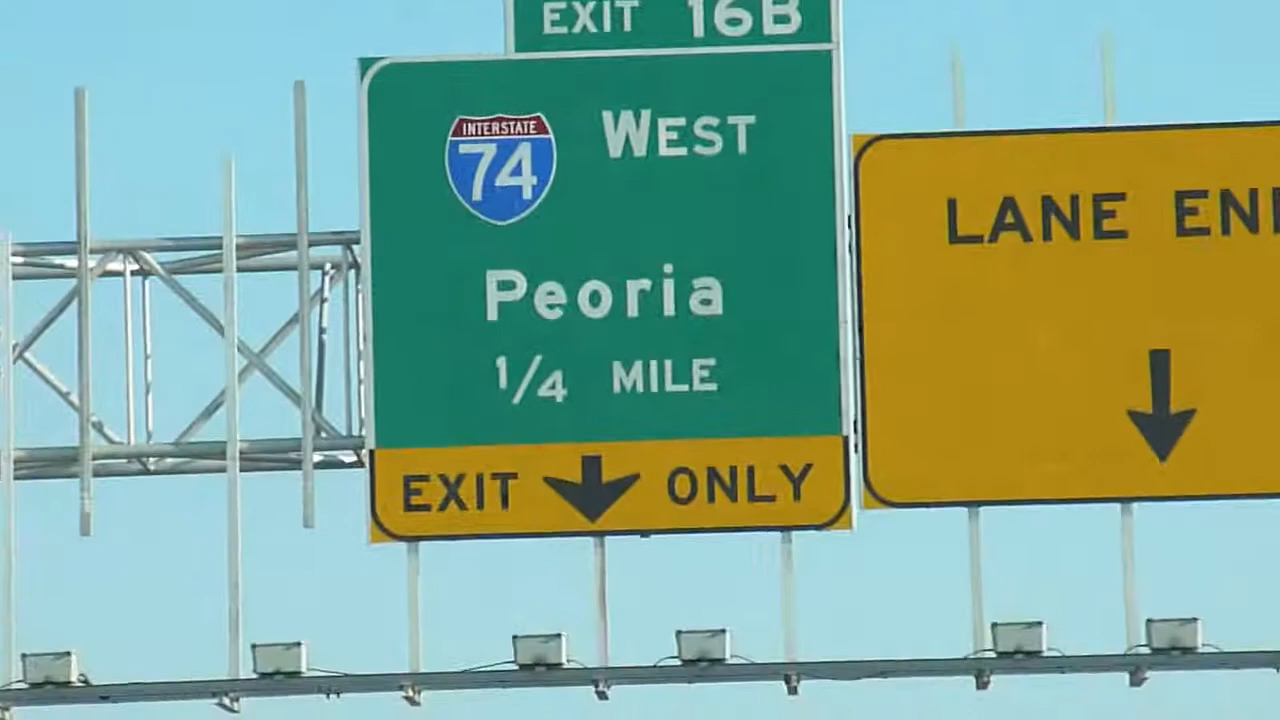 EXIT 16B
INTERSTATE
74
WEST
Peoria
1/4 MILE
EXIT ONLY
LANE